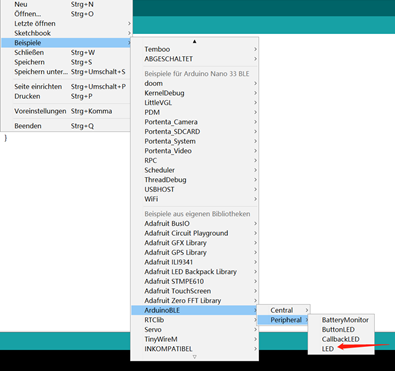 Neu Strg+N
Öffnen... Strg+O
Letzte öffnen
Sketchbook
Beispiele
Schließen Strg+W
Speichern Strg+S
Speichern unter... Strg+Umschalt+S
Seite einrichten Strg+Umschalt+P
Drucken Strg+P
Voreinstellungen Strg+Komma
Beenden Strg+Q
}
Temboo
ABGESCHALTET
Beispiele für Arduino Nano 33 BLE
doom
KernelDebug
LittleVGL
PDM
Portenta_Camera
Portenta_SDCARD
Portenta_System
Portenta_Video
RPC
Scheduler
ThreadDebug
USBHOST
WiFi
Beispiele aus eigenen Bibliotheken
Adafruit BusIO
Adafruit Circuit Playground
Adafruit GFX Library
Adafruit GPS Library
Adafruit ILI9341
Adafruit LED Backpack Library
Adafruit STMPE610
Adafruit TouchScreen
Adafruit Zero FFT Library
ArduinoBLE
RTClib
Servo
TinyWireM
INKOMPATIBEL
Central
Peripheral
BatteryMonitor
ButtonLED
CallbackLED
LED